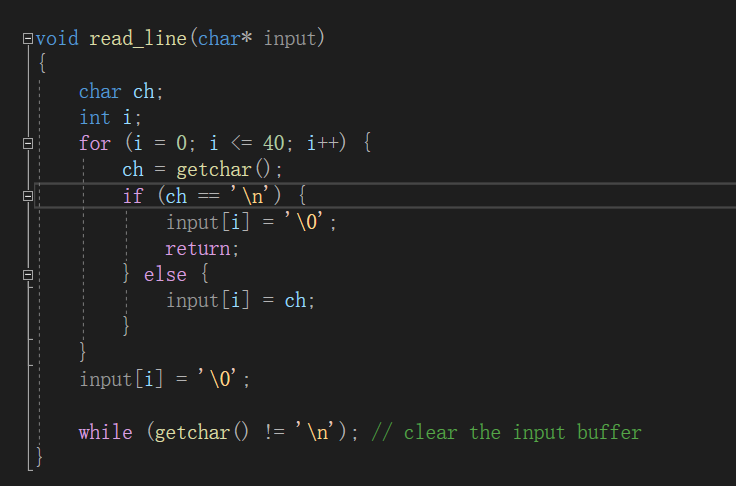 void read_line(char* input)
{
    char ch;
    int i;
    for (i = 0; i <= 40; i++) {
        ch = getchar();
        if (ch == '\n') {
            input[i] = '\0';
            return;
        } else {
            input[i] = ch;
        }
    }
    input[i] = '\0';

    while (getchar() != '\n'); // clear the input buffer
}